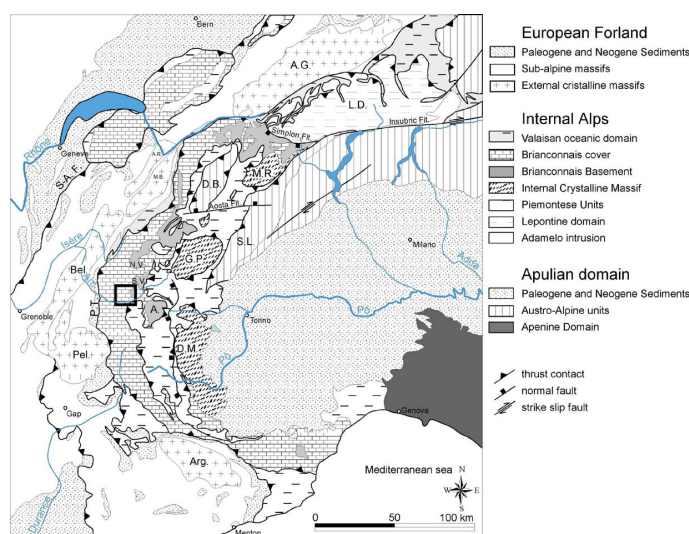 Bern
A.G.
L.D.
Insubric Flt.
Simplon Flt.
Rhône
Geneve
S.A.F.
A.R.
M.B.
M.R.
D.B.
Aosta Flt.
S.L.
Milano
Adda
Isère
Arc
Bel.
N.V.
S.V.
G.P.
Grenoble
P.T.
A.
Torino
Pô
Pô
D.M.
Pel.
Gap
Genova
Arg.
Mediterranean sea
N
W
E
S
Durance
Menton
0
50
100 km
European Forland
Paleogene and Neogene Sediments
Sub-alpine massifs
External cristalline massifs
Internal Alps
Valaisan oceanic domain
Brianconnais cover
Brianconnais Basement
Internal Crystalline Massif
Piemontese Units
Lepontine domain
Adamelo intrusion
Apulian domain
Paleogene and Neogene Sediments
Austro-Alpine units
Apenine Domain
thrust contact
normal fault
strike slip fault